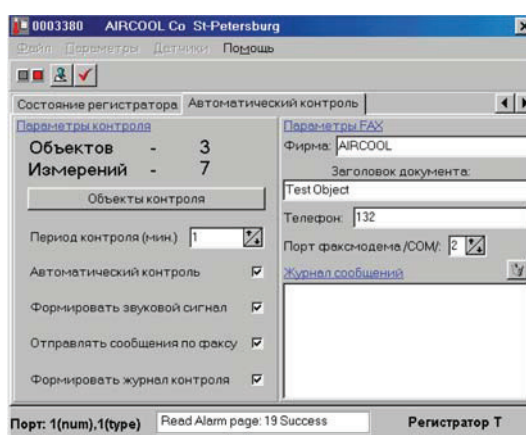 0003380 AIRCOOL Co St-Petersburg
Файл Параметры Датчики Помощь
Состояние регистратора Автоматический контроль
Параметры контроля
Объектов - 3
Измерений - 7
Объекты контроля
Период контроля (мин.) 1
Автоматический контроль
Формировать звуковой сигнал
Отправлять сообщения по факсу
Формировать журнал контроля
Параметры FAX
Фирма: AIRCOOL
Заголовок документа:
Test Object
Телефон: 132
Порт факсмодема /COM/: 2
Журнал сообщений
Порт: 1(num),1(type) Read Alarm page: 19 Success Регистратор Т